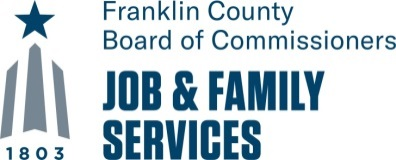 Franklin County
Board of Commissioners
JOB & FAMILY
SERVICES
1803